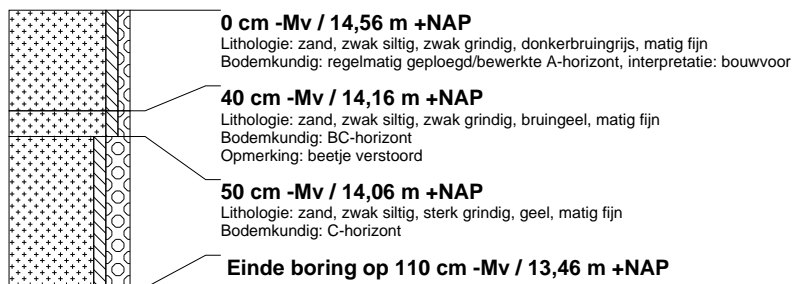 0 cm -Mv / 14,56 m +NAP
Lithologie: zand, zwak siltig, zwak grindig, donkerbruingrijs, matig fijn
Bodemkundig: regelmatig geploegd/bewerkte A-horizont, interpretatie: bouwvoor
40 cm -Mv / 14,16 m +NAP
Lithologie: zand, zwak siltig, zwak grindig, bruingeel, matig fijn
Bodemkundig: BC-horizont
Opmerking: beetje verstoord
50 cm -Mv / 14,06 m +NAP
Lithologie: zand, zwak siltig, sterk grindig, geel, matig fijn
Bodemkundig: C-horizont
Einde boring op 110 cm -Mv / 13,46 m +NAP